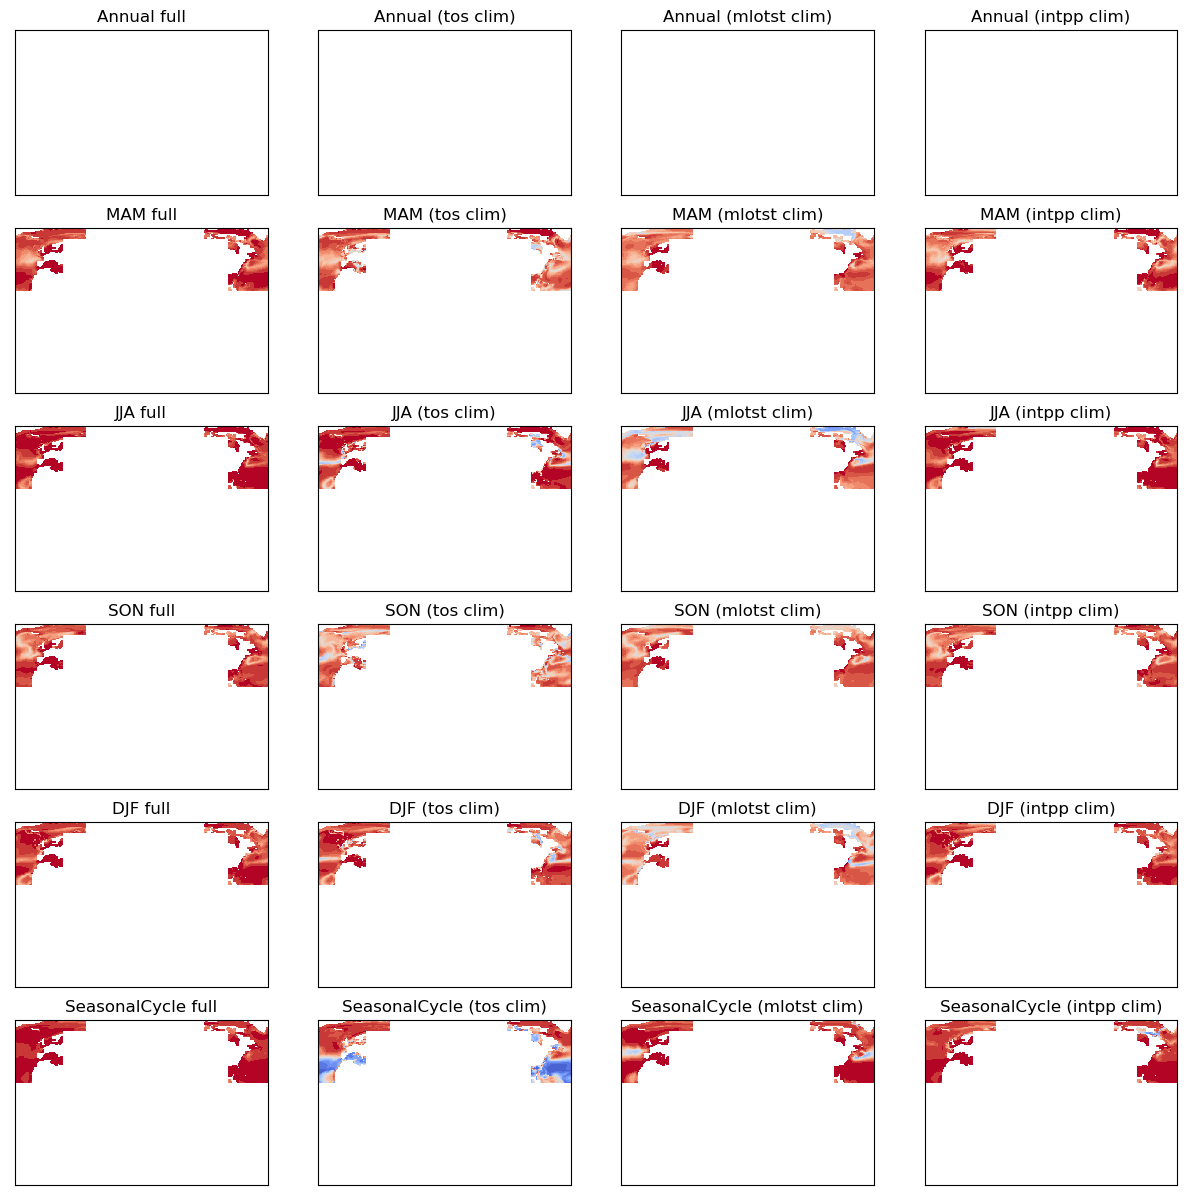 Annual full
Annual (tos clim)
Annual (mlotst clim)
Annual (intpp clim)
MAM full
MAM (tos clim)
MAM (mlotst clim)
MAM (intpp clim)
JJA full
JJA (tos clim)
JJA (mlotst clim)
JJA (intpp clim)
SON full
SON (tos clim)
SON (mlotst clim)
SON (intpp clim)
DJF full
DJF (tos clim)
DJF (mlotst clim)
DJF (intpp clim)
SeasonalCycle full
SeasonalCycle (tos clim)
SeasonalCycle (mlotst clim)
SeasonalCycle (intpp clim)